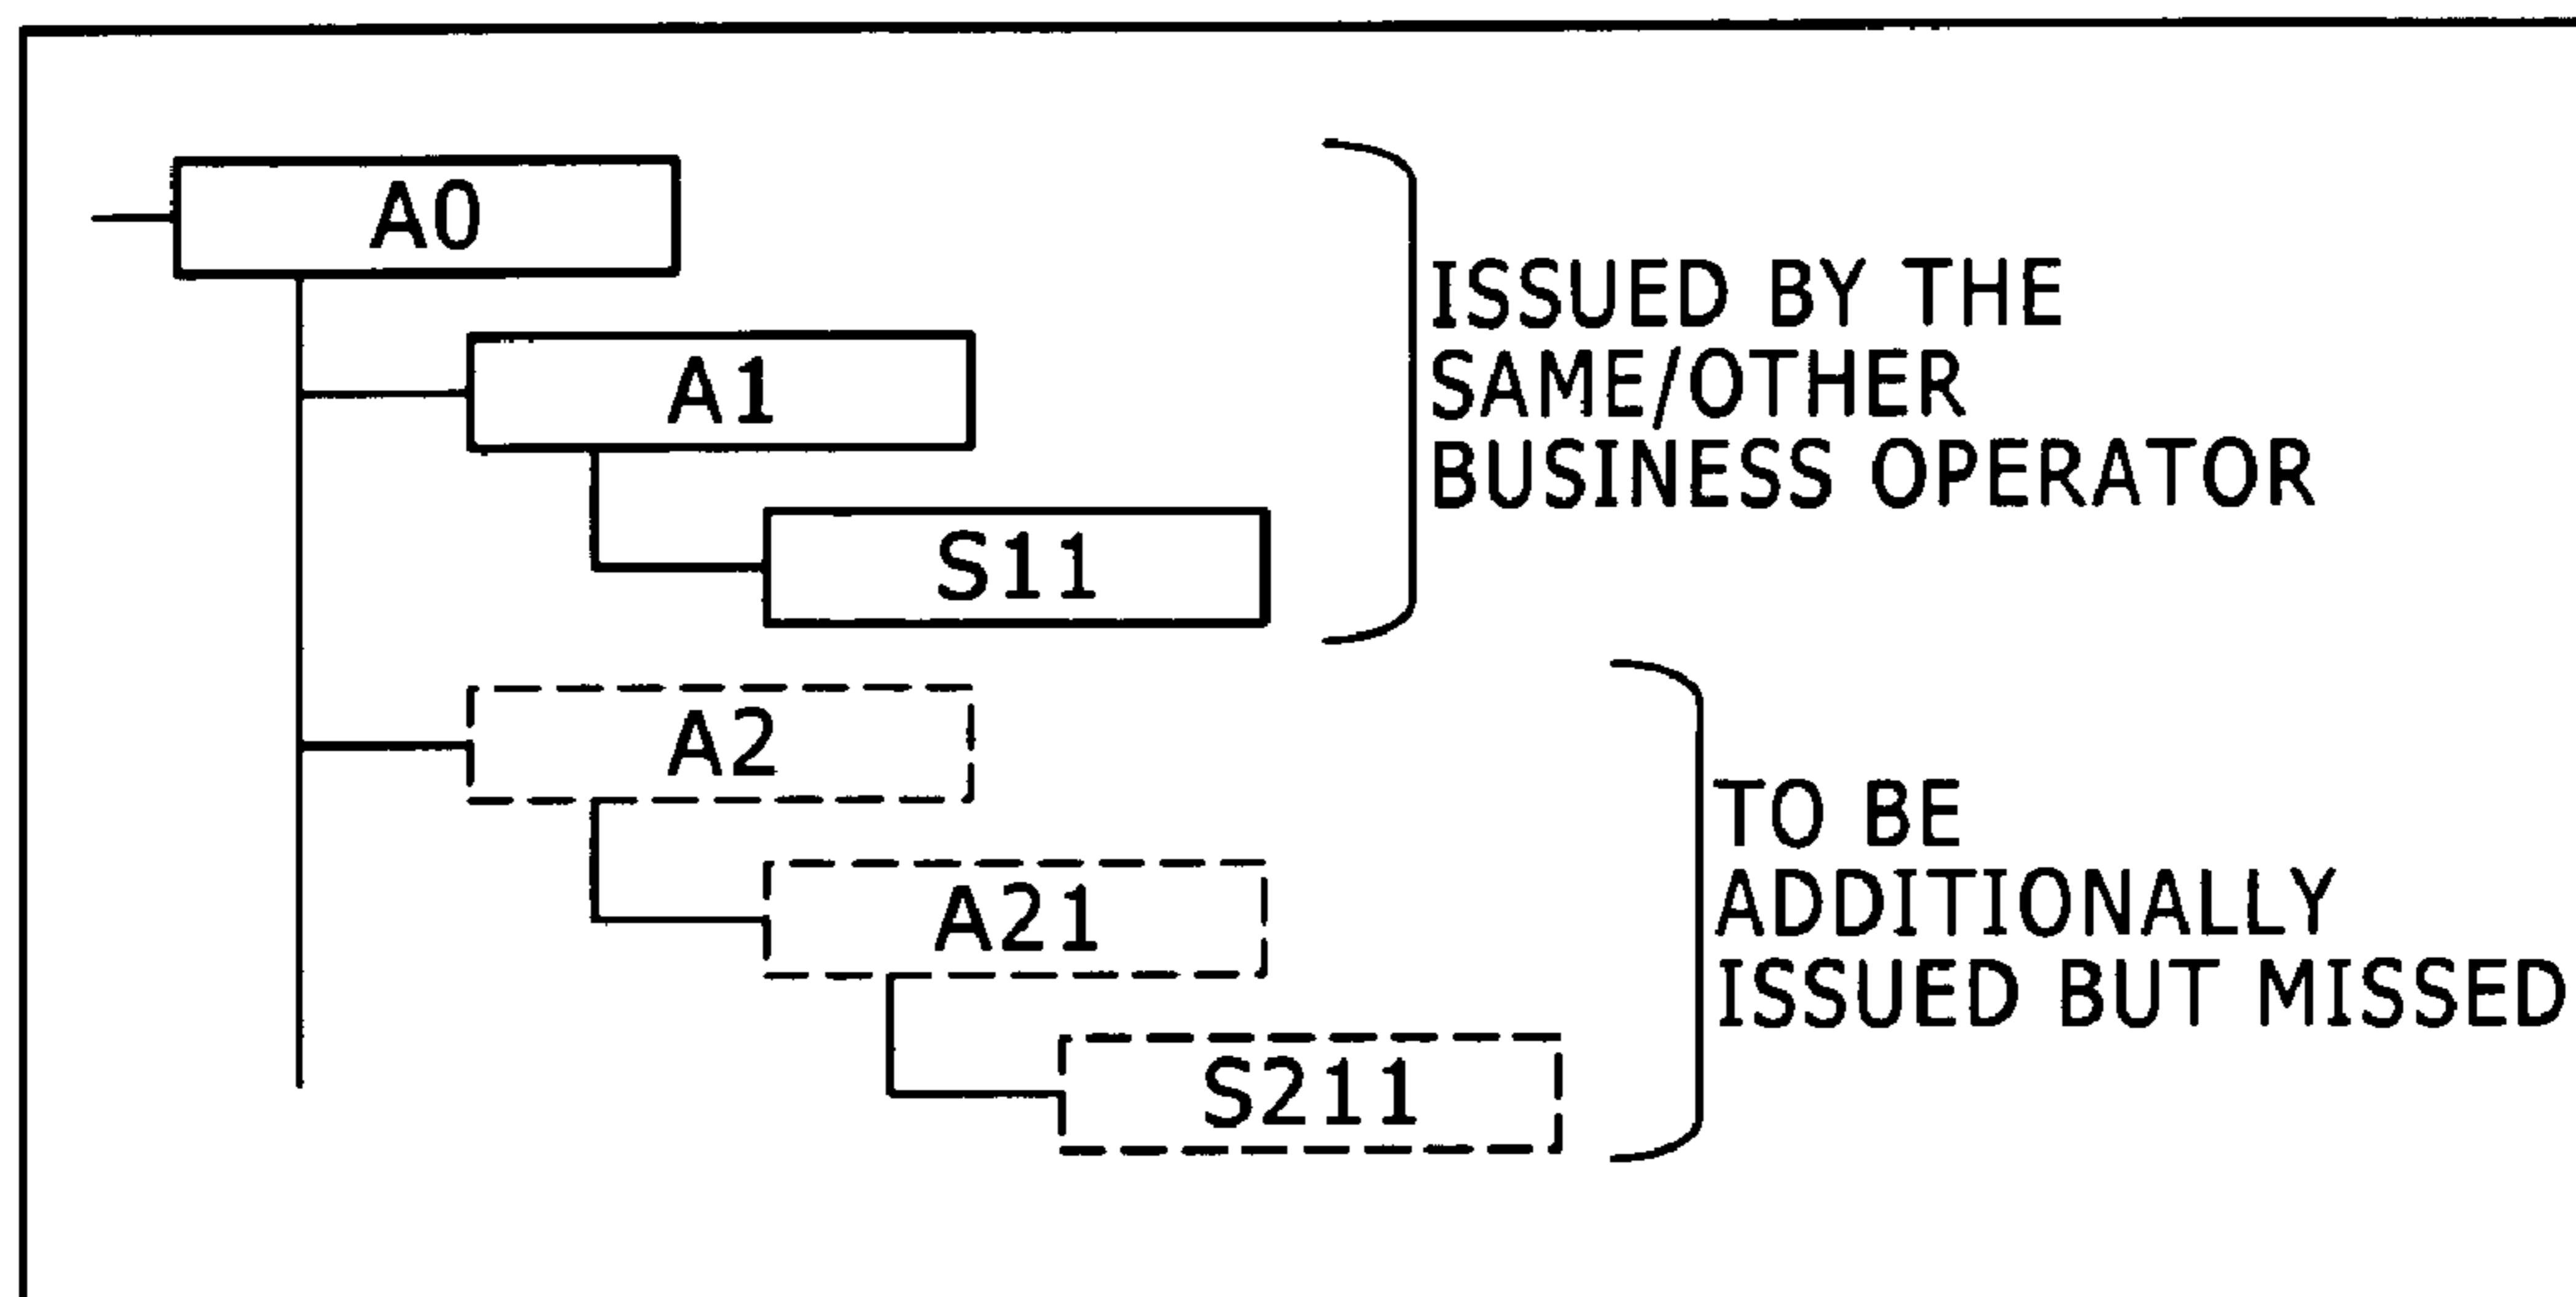 A0
ISSUED BY THE
SAME/OTHER
BUSINESS OPERATOR
A1
S11
A2
TO BE
ADDITIONALLY
ISSUED BUT MISSED
A21
S211